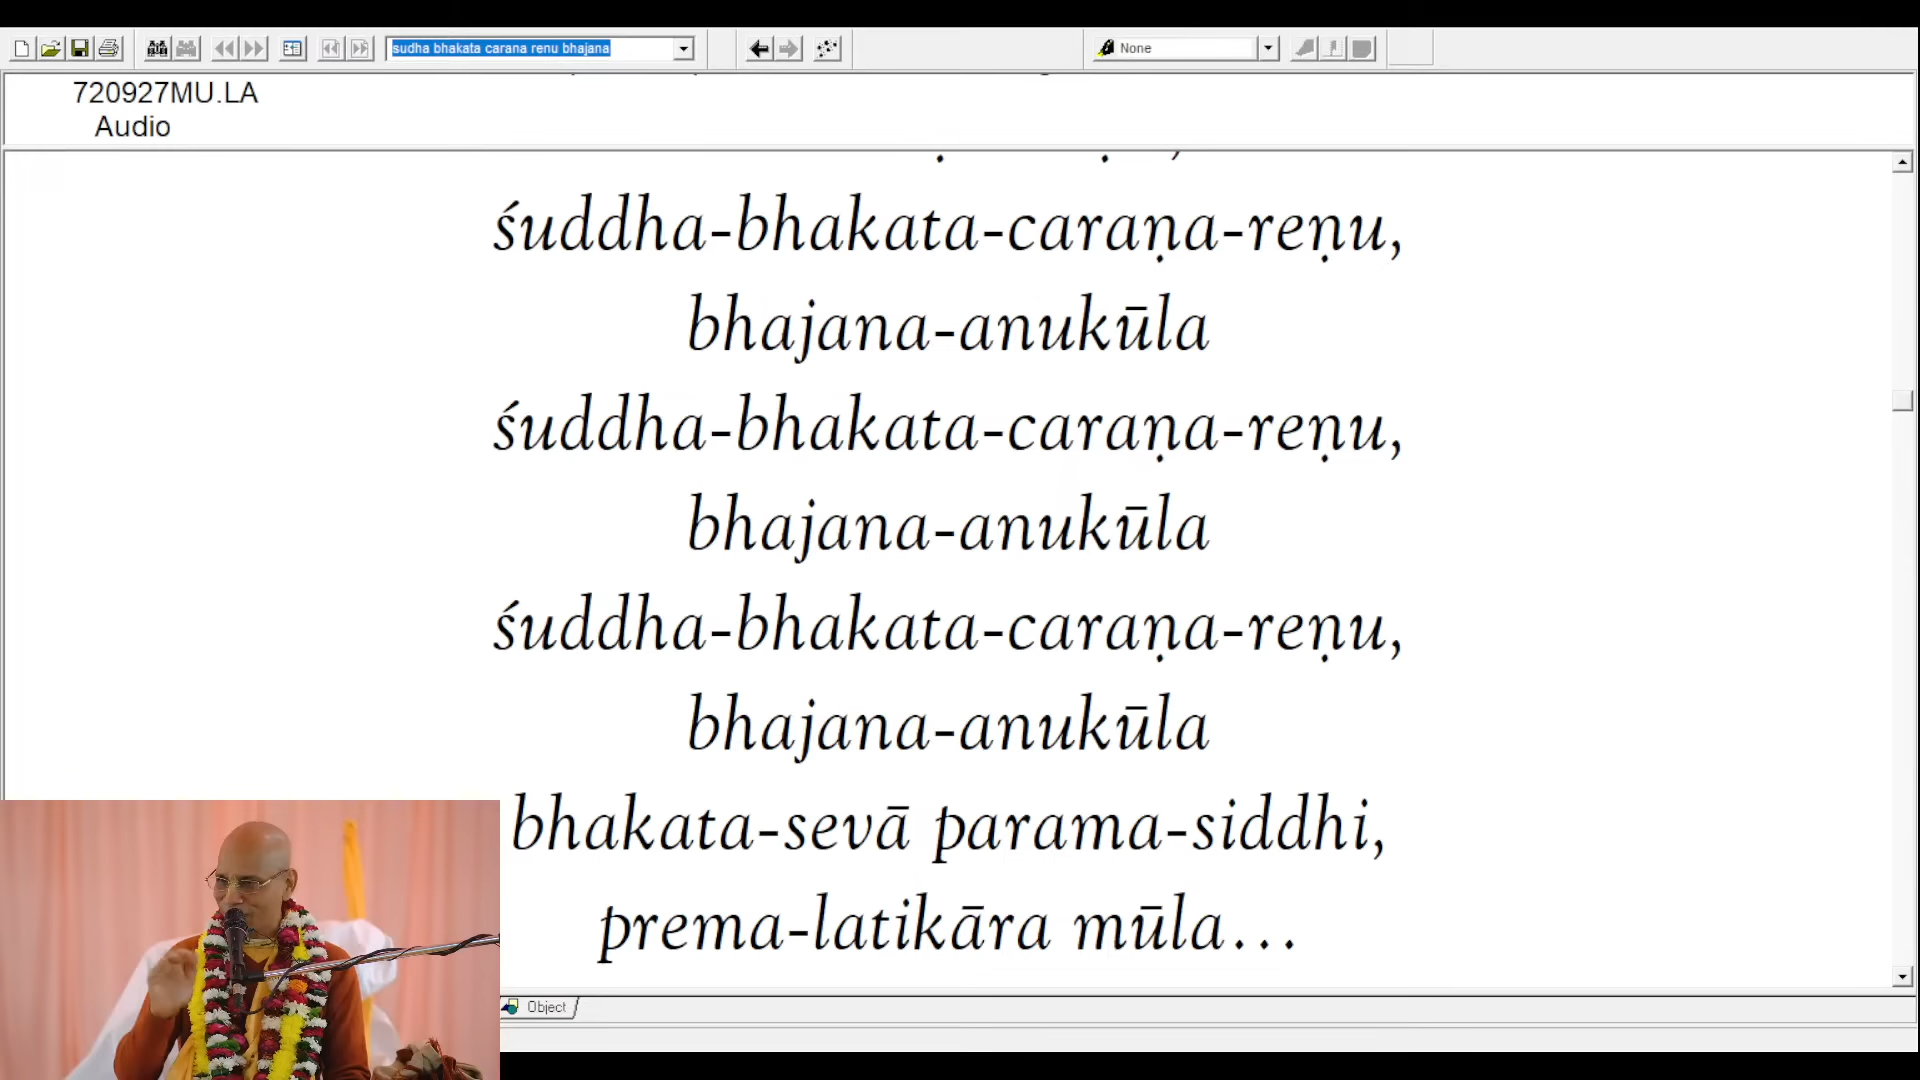 sudha bhakata carana renu bhajana
None
720927MU.LA
Audio
śuddha-bhakata-caraṇa-reṇu,
bhajana-anukūla
śuddha-bhakata-caraṇa-reṇu,
bhajana-anukūla
śuddha-bhakata-caraṇa-reṇu,
bhajana-anukūla
bhakata-sevā parama-siddhi,
prema-latikāra mūla…
Object